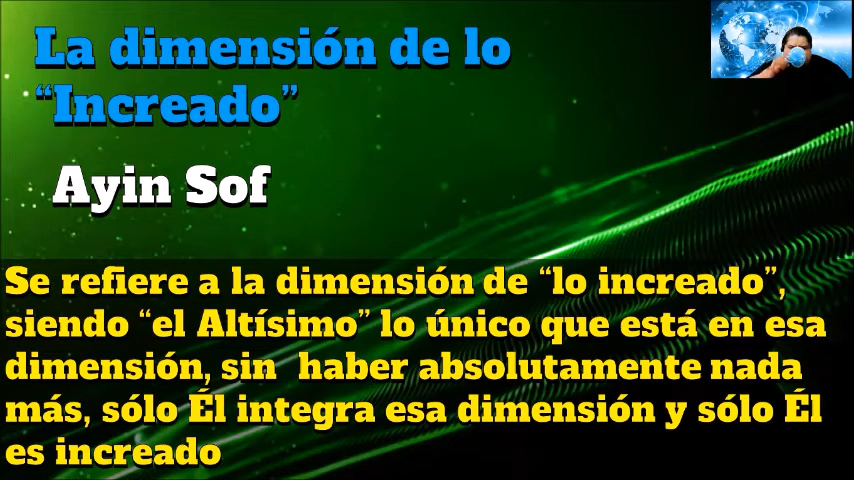 La dimensión de lo
“Increado”
Ayin Sof
Se refiere a la dimensión de “lo increado”,
siendo “el Altísimo” lo único que está en esa
dimensión, sin  haber absolutamente nada
más, sólo Él integra esa dimensión y sólo Él
es increado